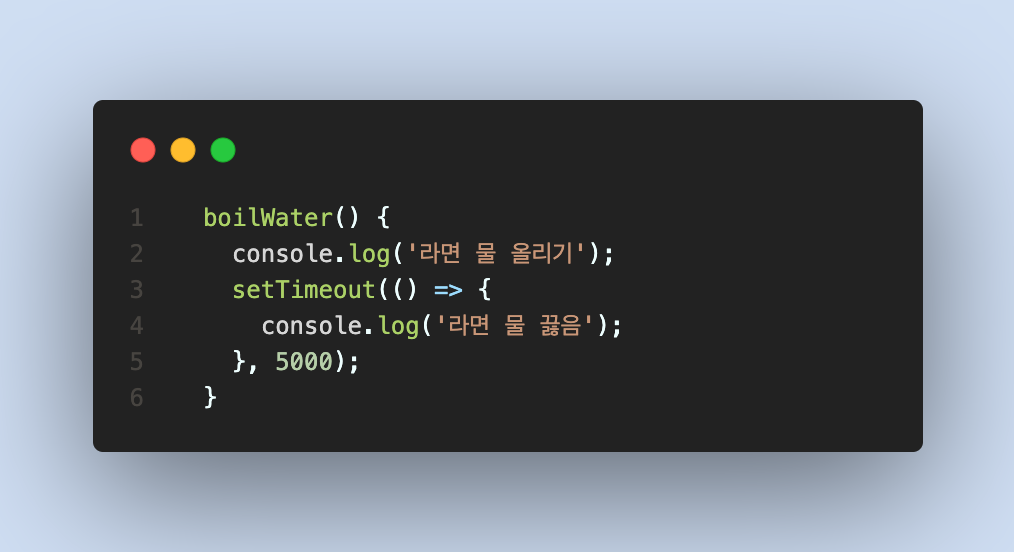 1 boilWater() {
2 console.log('라면 물 올리기');
3 setTimeout(() => {
4 console.log('라면 물 끓음');
5 }, 5000);
6 }